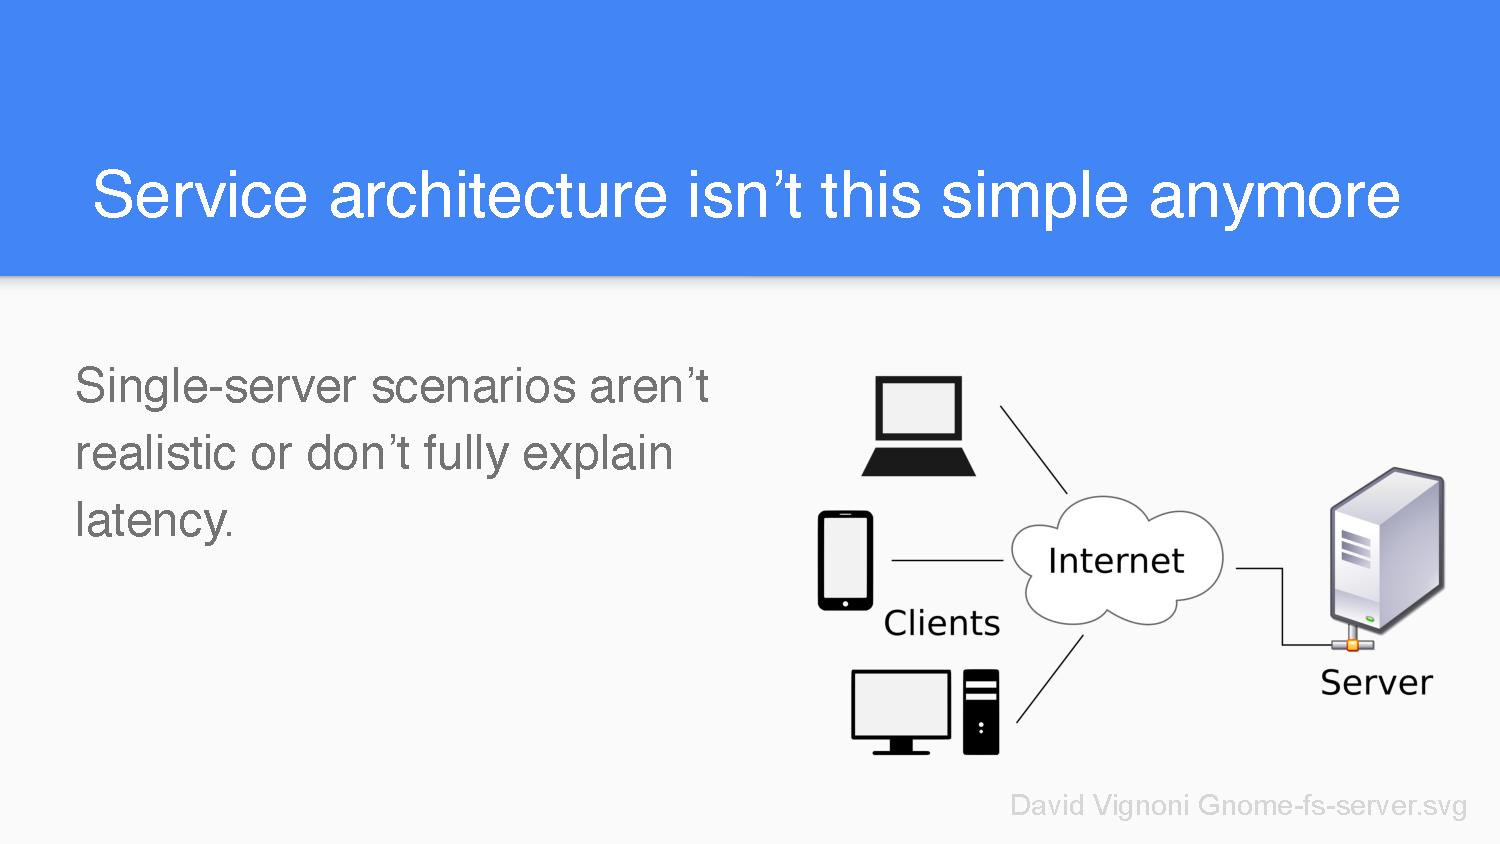 Service architecture isn’t this simple anymore
Single-server scenarios aren’t
realistic or don’t fully explain
latency.
Internet
Clients
Server
David Vignoni Gnome-fs-server.svg